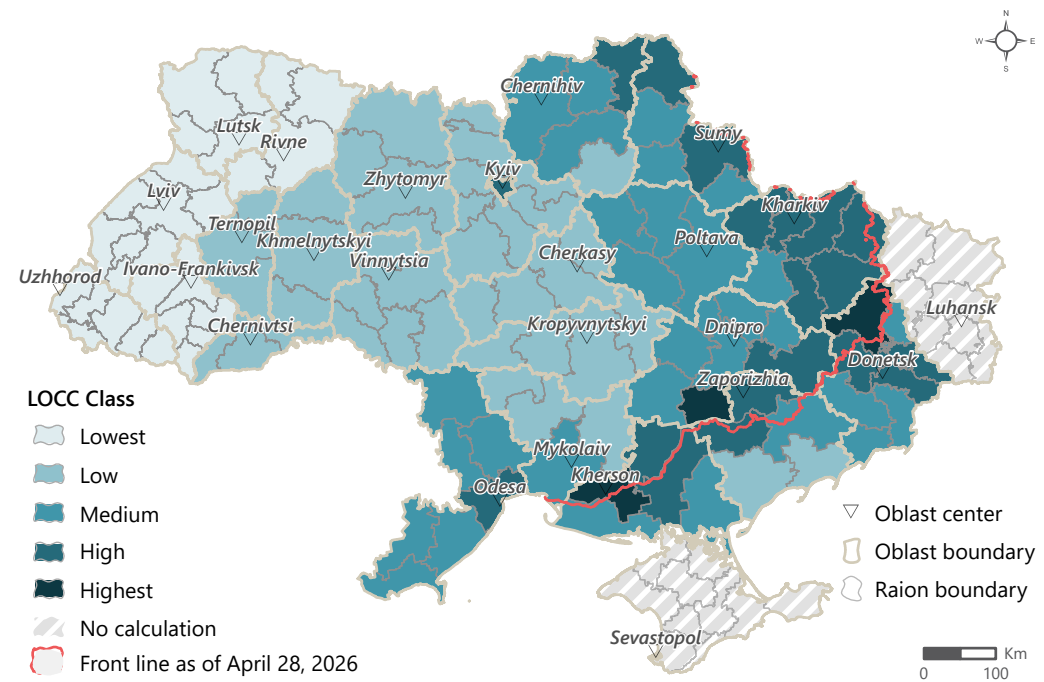 N
W E
S
Chernihiv
Sumy
Lutsk
Rivne
Kyiv
Zhytomyr
Lviv
Kharkiv
Ternopil
Khmelnytskyi
Poltava
Cherkasy
Vinnytsia
Ivano-Frankivsk
Uzhhorod
Luhansk
Chernivtsi
Kropyvnytskyi
Dnipro
Donetsk
Zaporizhia
Mykolaiv
Kherson
Odesa
Sevastopol
LOCC Class
Lowest
Low
Medium
High
Highest
No calculation
Front line as of April 28, 2026
Oblast center
Oblast boundary
Raion boundary
Km
0 100